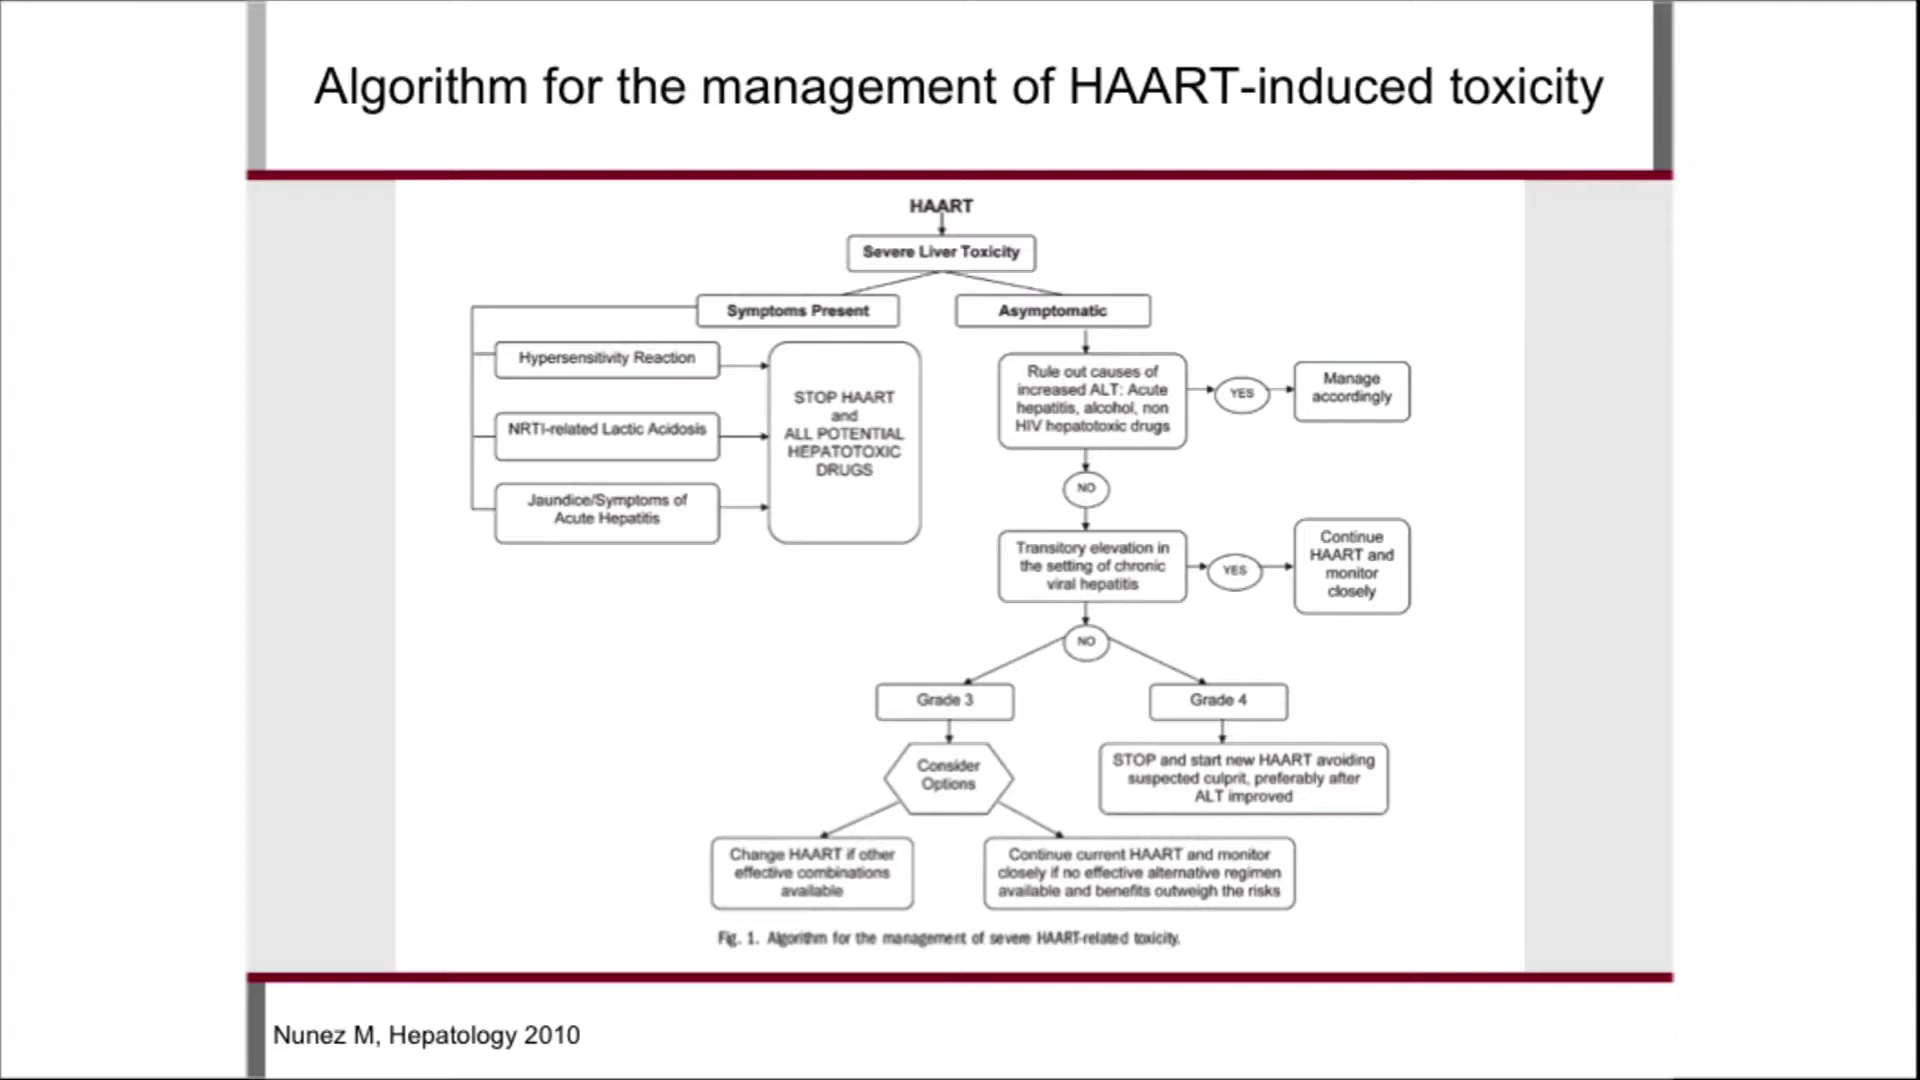 Algorithm for the management of HAART-induced toxicity
HAART
Severe Liver Toxicity
Symptoms Present
Asymptomatic
Hypersensitivity Reaction
NRTI-related Lactic Acidosis
Jaundice/Symptoms of
Acute Hepatitis
STOP HAART
and
ALL POTENTIAL
HEPATOTOXIC
DRUGS
Rule out causes of
increased ALT: Acute
hepatitis, alcohol, non
HIV hepatotoxic drugs
YES
Manage
accordingly
NO
Transitory elevation in
the setting of chronic
viral hepatitis
YES
Continue
HAART and
monitor
closely
NO
Grade 3
Grade 4
Consider
Options
STOP and start new HAART avoiding
suspected culprit, preferably after
ALT improved
Change HAART if other
effective combinations
available
Continue current HAART and monitor
closely if no effective alternative regimen
available and benefits outweigh the risks
Fig. 1. Algorithm for the management of severe HAART-related toxicity.
Nunez M, Hepatology 2010